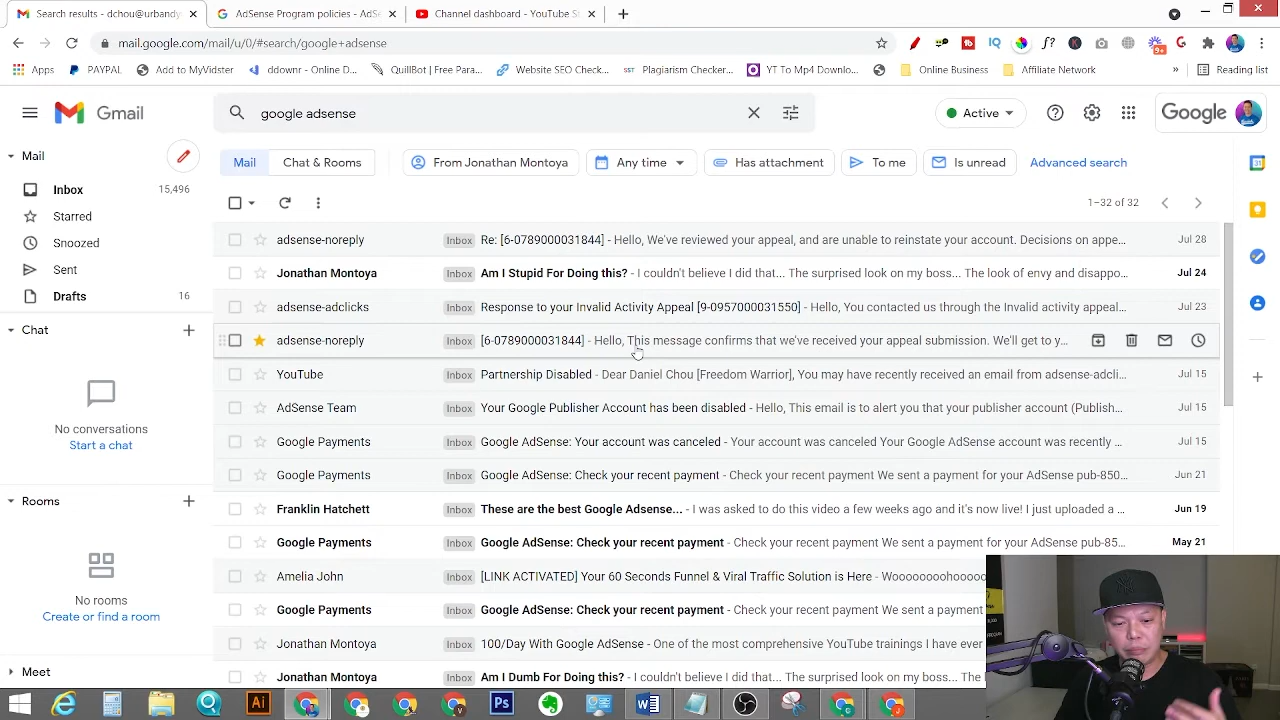 Search results - dchou@urbandy
AdSense Program policies - AdSe
Channel dashboard - YouTube St
mail.google.com/mail/u/0/#search/google+adsense
9+
Apps
PAYPAL
Add to MyVidster
ddowr - Online D...
QuillBot (Free Para...
Website SEO Chec...
SST
Plagiarism Checke...
YT To Mp4 Downlo...
Online Business
Affiliate Network
»
Reading list
Gmail
google adsense
Active
Google
Mail
Mail
Chat & Rooms
From Jonathan Montoya
Any time
Has attachment
To me
Is unread
Advanced search
Inbox 15,496
Starred
Snoozed
Sent
Drafts 16
Chat
No conversations
Start a chat
Rooms
No rooms
Create or find a room
Meet
1–32 of 32
adsense-noreply Inbox Re: [6-0789000031844] - Hello, We've reviewed your appeal, and are unable to reinstate your account. Decisions on appe... Jul 28
Jonathan Montoya Inbox Am I Stupid For Doing this? - I couldn't believe I did that... The surprised look on my boss... The look of envy and disappo... Jul 24
adsense-adclicks Inbox Response to your Invalid Activity Appeal [9-0957000031550] - Hello, You contacted us through the Invalid activity appeal... Jul 23
adsense-noreply Inbox [6-0789000031844] - Hello, This message confirms that we've received your appeal submission. We'll get to y...
YouTube Inbox Partnership Disabled - Dear Daniel Chou [Freedom Warrior], You may have recently received an email from adsense-adcli... Jul 15
AdSense Team Inbox Your Google Publisher Account has been disabled - Hello, This email is to alert you that your publisher account (Publish... Jul 15
Google Payments Inbox Google AdSense: Your account was canceled - Your account was canceled Your Google AdSense account was recently ... Jul 15
Google Payments Inbox Google AdSense: Check your recent payment - Check your recent payment We sent a payment for your AdSense pub-850... Jun 21
Franklin Hatchett Inbox These are the best Google Adsense... - I was asked to do this video a few weeks ago and it's now live! I just uploaded a ... Jun 19
Google Payments Inbox Google AdSense: Check your recent payment - Check your recent payment We sent a payment for your AdSense pub-85... May 21
Amelia John Inbox [LINK ACTIVATED] Your 60 Seconds Funnel & Viral Traffic Solution is Here - Wooooooohoooo
Google Payments Inbox Google AdSense: Check your recent payment - Check your recent payment We sent a payment
Jonathan Montoya Inbox 100/Day With Google AdSense - One of the most comprehensive YouTube trainings I have ever
Jonathan Montoya Inbox Am I Dumb For Doing this? - I couldn't believe I did that... The surprised look on my boss... The